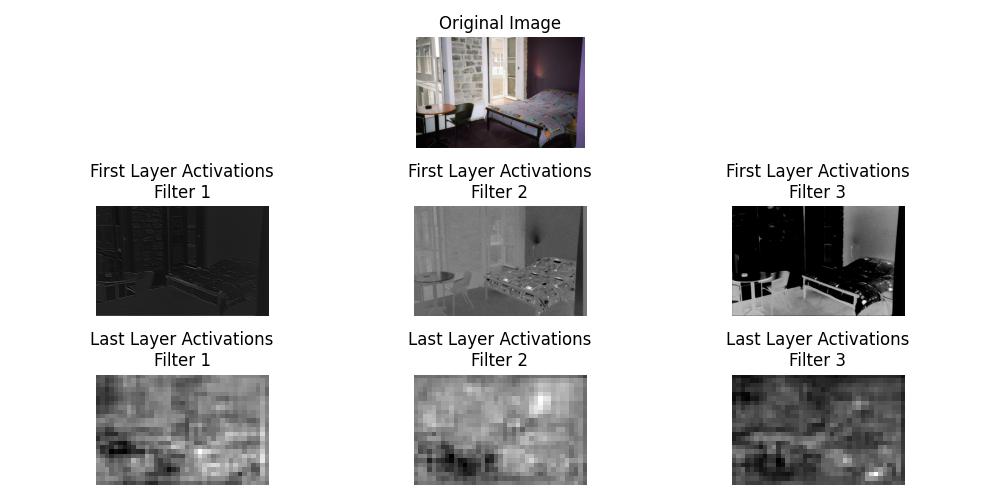 Original Image
First Layer Activations
Filter 1
First Layer Activations
Filter 2
First Layer Activations
Filter 3
Last Layer Activations
Filter 1
Last Layer Activations
Filter 2
Last Layer Activations
Filter 3